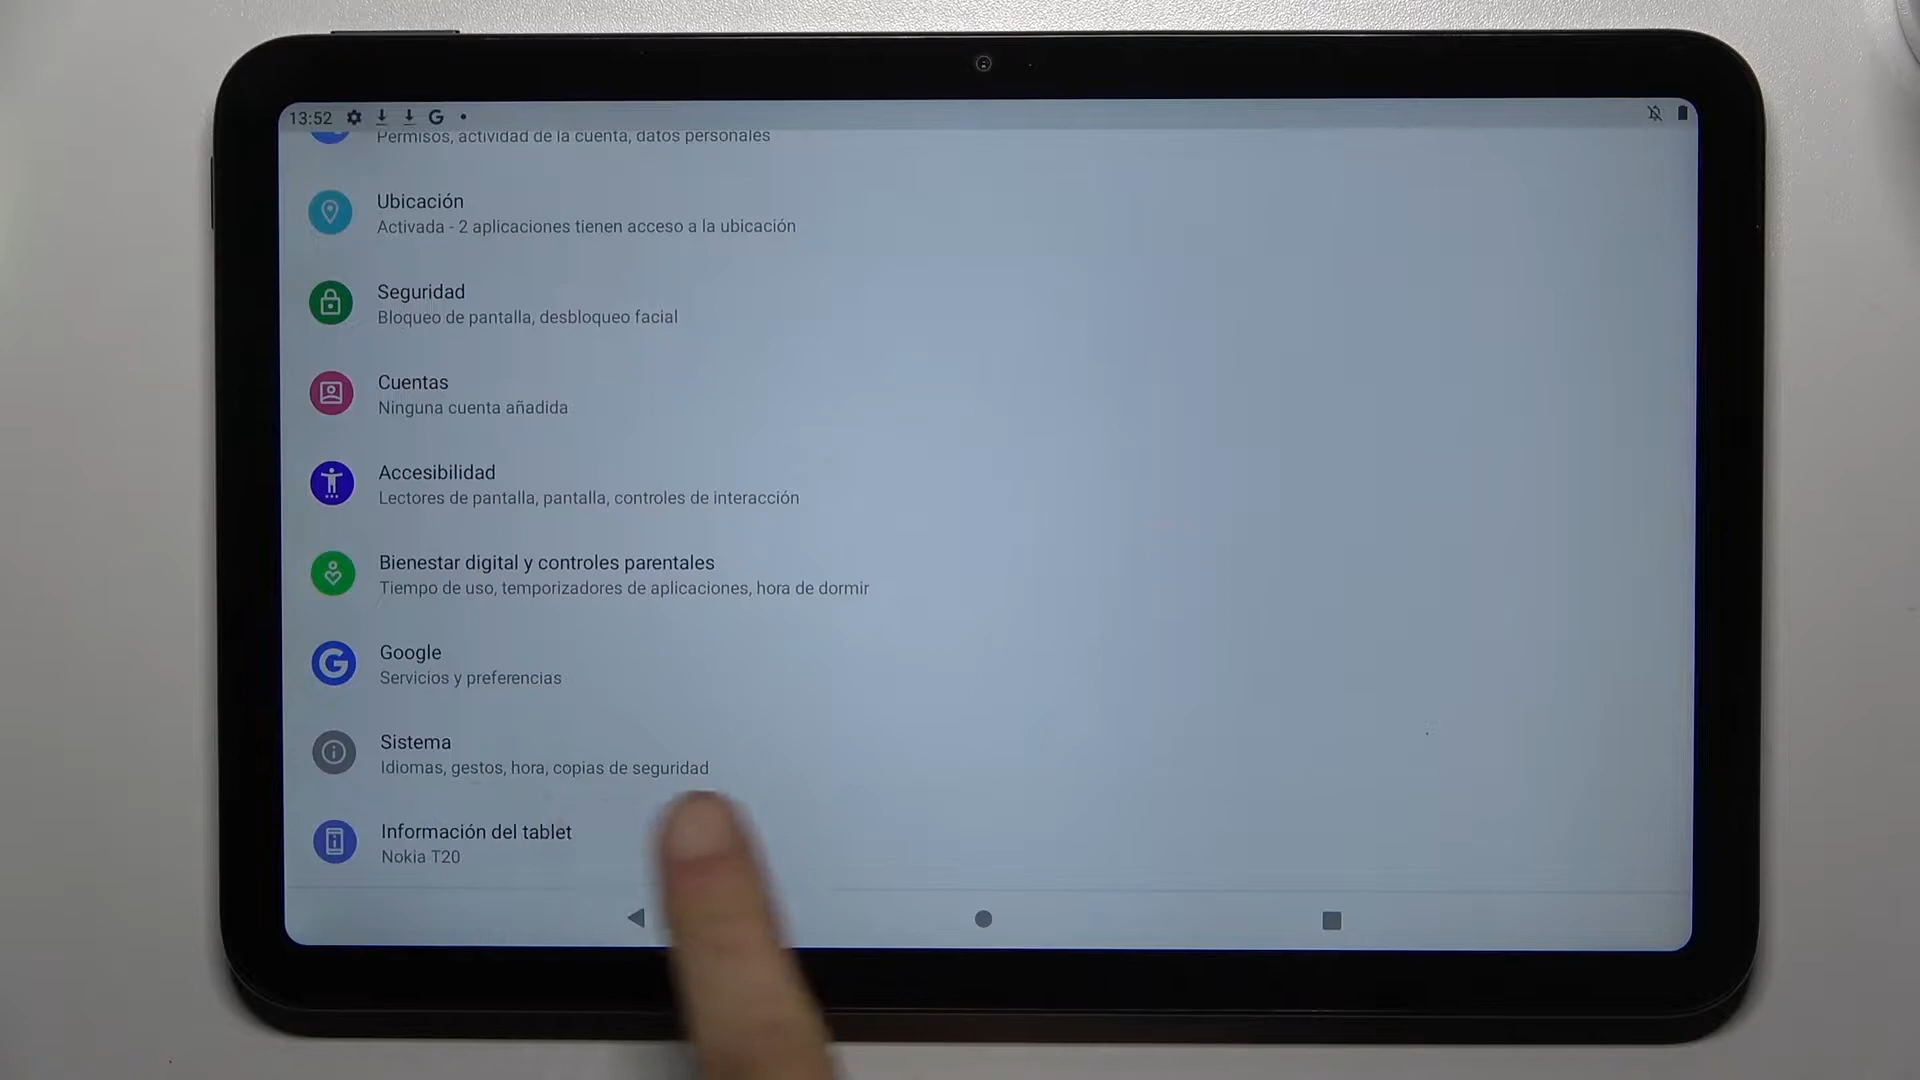 13:52
Permisos, actividad de la cuenta, datos personales
Ubicación
Activada - 2 aplicaciones tienen acceso a la ubicación
Seguridad
Bloqueo de pantalla, desbloqueo facial
Cuentas
Ninguna cuenta añadida
Accesibilidad
Lectores de pantalla, pantalla, controles de interacción
Bienestar digital y controles parentales
Tiempo de uso, temporizadores de aplicaciones, hora de dormir
Google
Servicios y preferencias
Sistema
Idiomas, gestos, hora, copias de seguridad
Información del tablet
Nokia T20